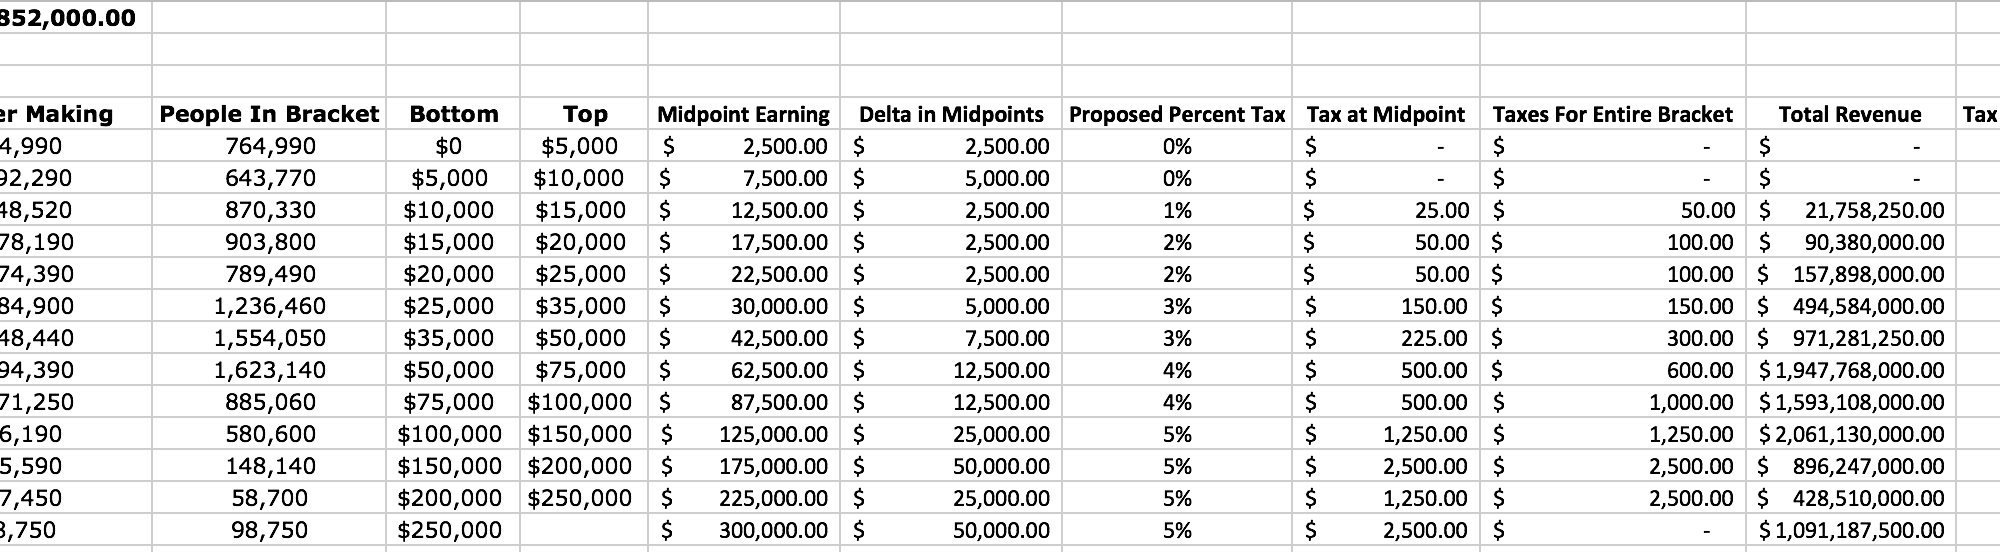 852,000.00
er Making People In Bracket Bottom Top Midpoint Earning Delta in Midpoints Proposed Percent Tax Tax at Midpoint Taxes For Entire Bracket Total Revenue Tax
4,990 764,990 $0 $5,000 $ 2,500.00 $ 2,500.00 0% $ - $ - $ -
92,290 643,770 $5,000 $10,000 $ 7,500.00 $ 5,000.00 0% $ - $ - $ -
48,520 870,330 $10,000 $15,000 $ 12,500.00 $ 2,500.00 1% $ 25.00 $ 50.00 $ 21,758,250.00
78,190 903,800 $15,000 $20,000 $ 17,500.00 $ 2,500.00 2% $ 50.00 $ 100.00 $ 90,380,000.00
74,390 789,490 $20,000 $25,000 $ 22,500.00 $ 2,500.00 2% $ 50.00 $ 100.00 $ 157,898,000.00
84,900 1,236,460 $25,000 $35,000 $ 30,000.00 $ 5,000.00 3% $ 150.00 $ 150.00 $ 494,584,000.00
48,440 1,554,050 $35,000 $50,000 $ 42,500.00 $ 7,500.00 3% $ 225.00 $ 300.00 $ 971,281,250.00
94,390 1,623,140 $50,000 $75,000 $ 62,500.00 $ 12,500.00 4% $ 500.00 $ 600.00 $ 1,947,768,000.00
71,250 885,060 $75,000 $100,000 $ 87,500.00 $ 12,500.00 4% $ 500.00 $ 1,000.00 $ 1,593,108,000.00
6,190 580,600 $100,000 $150,000 $ 125,000.00 $ 25,000.00 5% $ 1,250.00 $ 1,250.00 $ 2,061,130,000.00
5,590 148,140 $150,000 $200,000 $ 175,000.00 $ 50,000.00 5% $ 2,500.00 $ 2,500.00 $ 896,247,000.00
7,450 58,700 $200,000 $250,000 $ 225,000.00 $ 25,000.00 5% $ 1,250.00 $ 2,500.00 $ 428,510,000.00
8,750 98,750 $250,000 $ 300,000.00 $ 50,000.00 5% $ 2,500.00 $ - $ 1,091,187,500.00